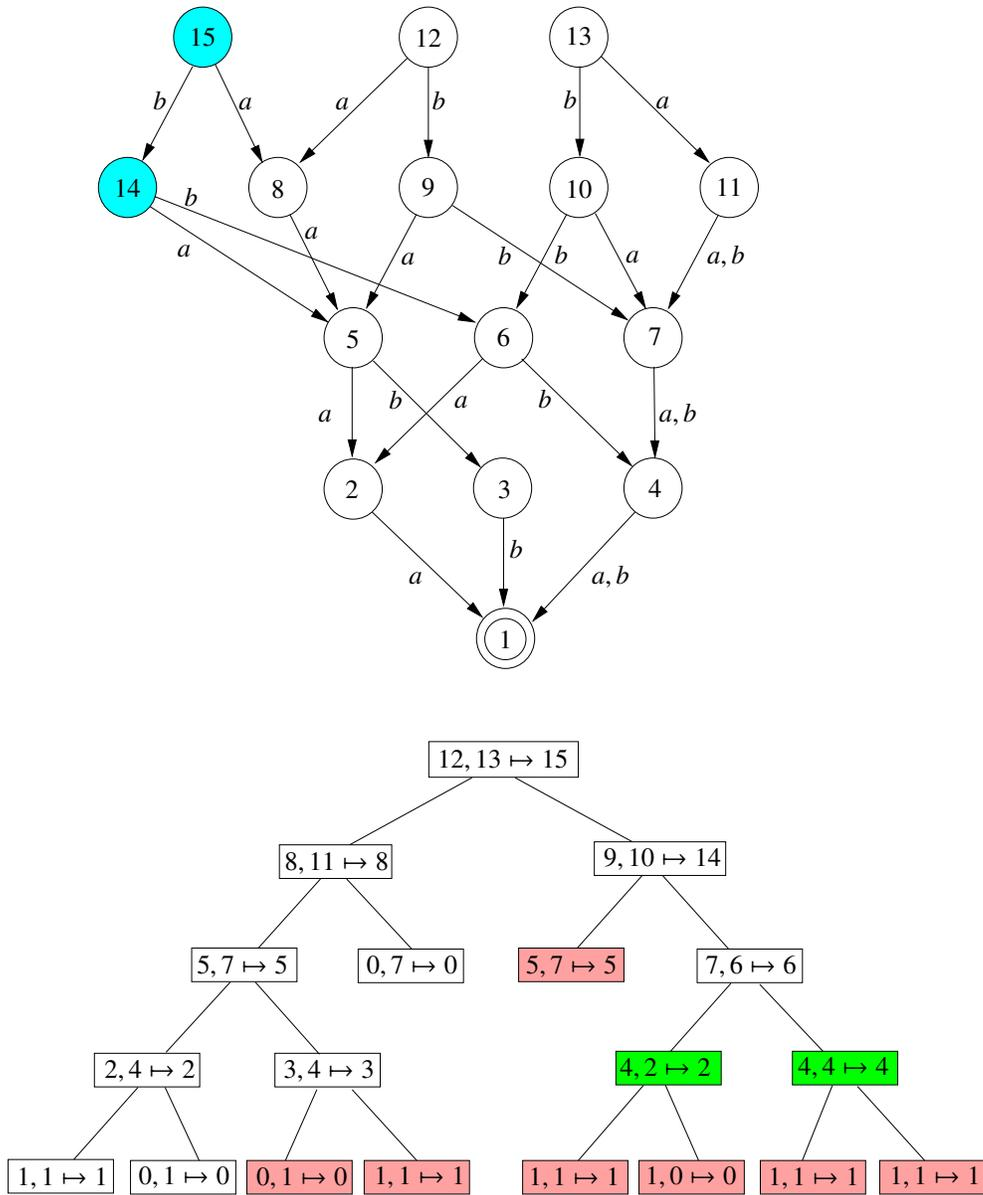 15 12 13
b a a b b a
14 8 9 10 11
b
a a a b b a a, b
5 6 7
a b a b a, b
2 3 4
a b a, b
1
12, 13 ↦ 15
8, 11 ↦ 8 9, 10 ↦ 14
5, 7 ↦ 5 0, 7 ↦ 0 5, 7 ↦ 5 7, 6 ↦ 6
2, 4 ↦ 2 3, 4 ↦ 3 4, 2 ↦ 2 4, 4 ↦ 4
1, 1 ↦ 1 0, 1 ↦ 0 0, 1 ↦ 0 1, 1 ↦ 1 1, 1 ↦ 1 1, 0 ↦ 0 1, 1 ↦ 1 1, 1 ↦ 1